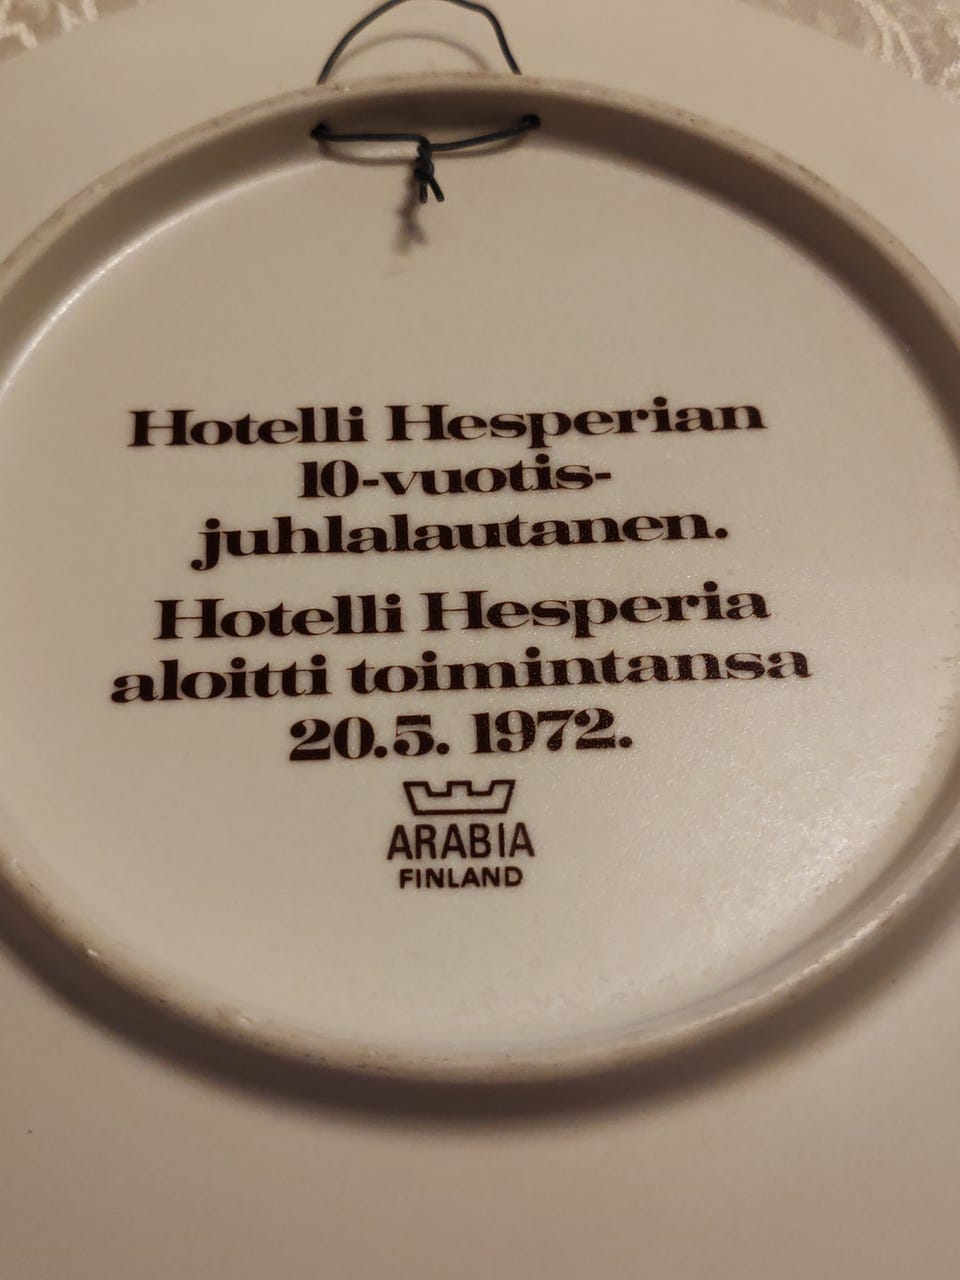 Hotelli Hesperian
10-vuotis-
juhlalautanen.
Hotelli Hesperia
aloitti toimintansa
20.5. 1972.
ARABIA
FINLAND